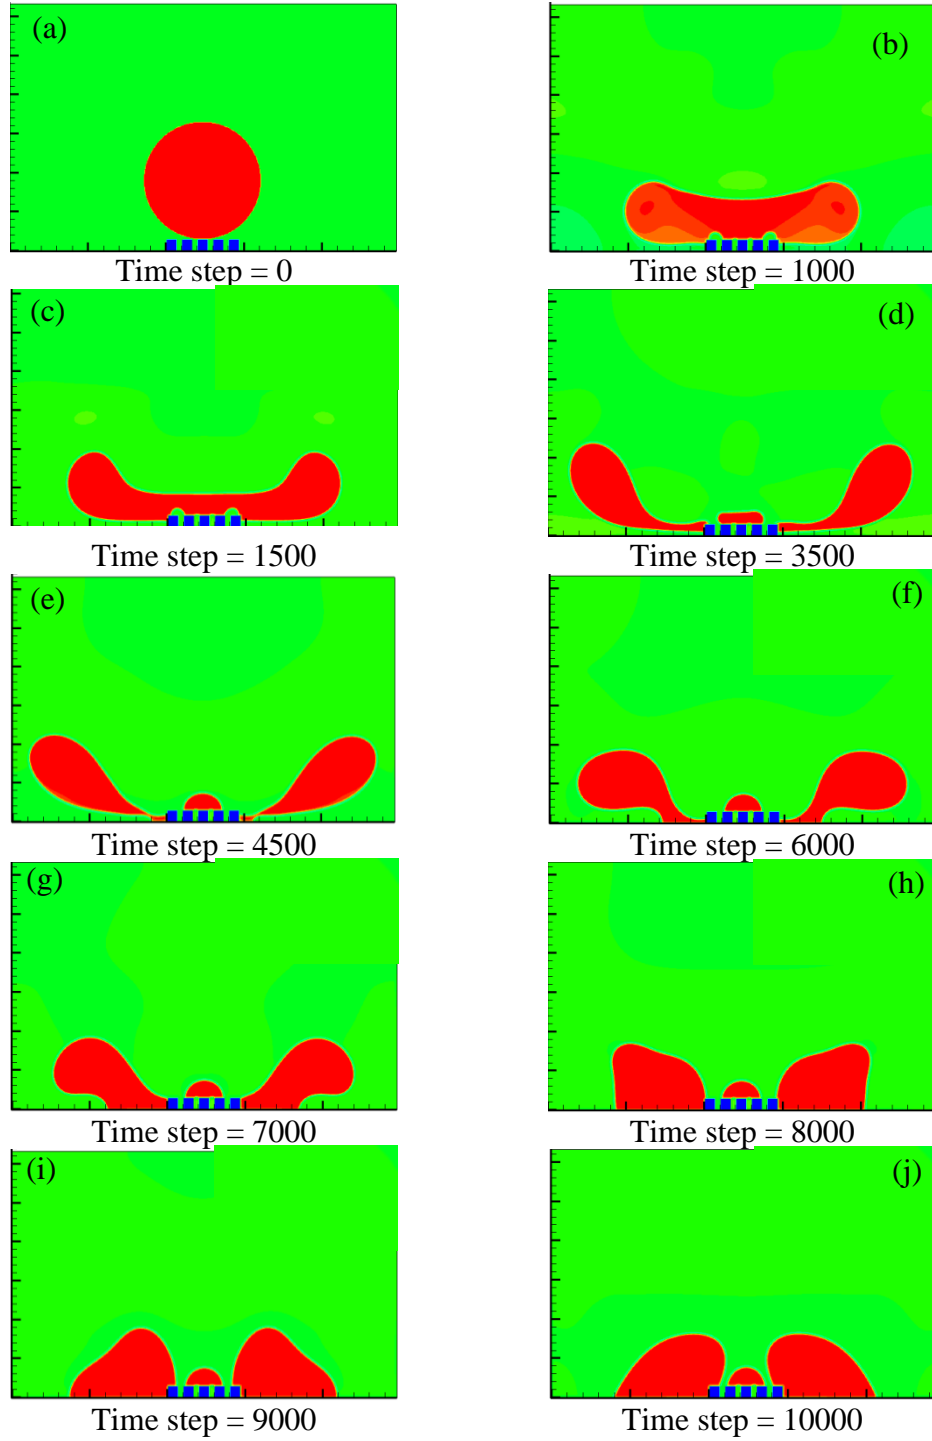 (a)
(b)
Time step = 0
Time step = 1000
(c)
(d)
Time step = 1500
Time step = 3500
(e)
(f)
Time step = 4500
Time step = 6000
(g)
(h)
Time step = 7000
Time step = 8000
(i)
(j)
Time step = 9000
Time step = 10000